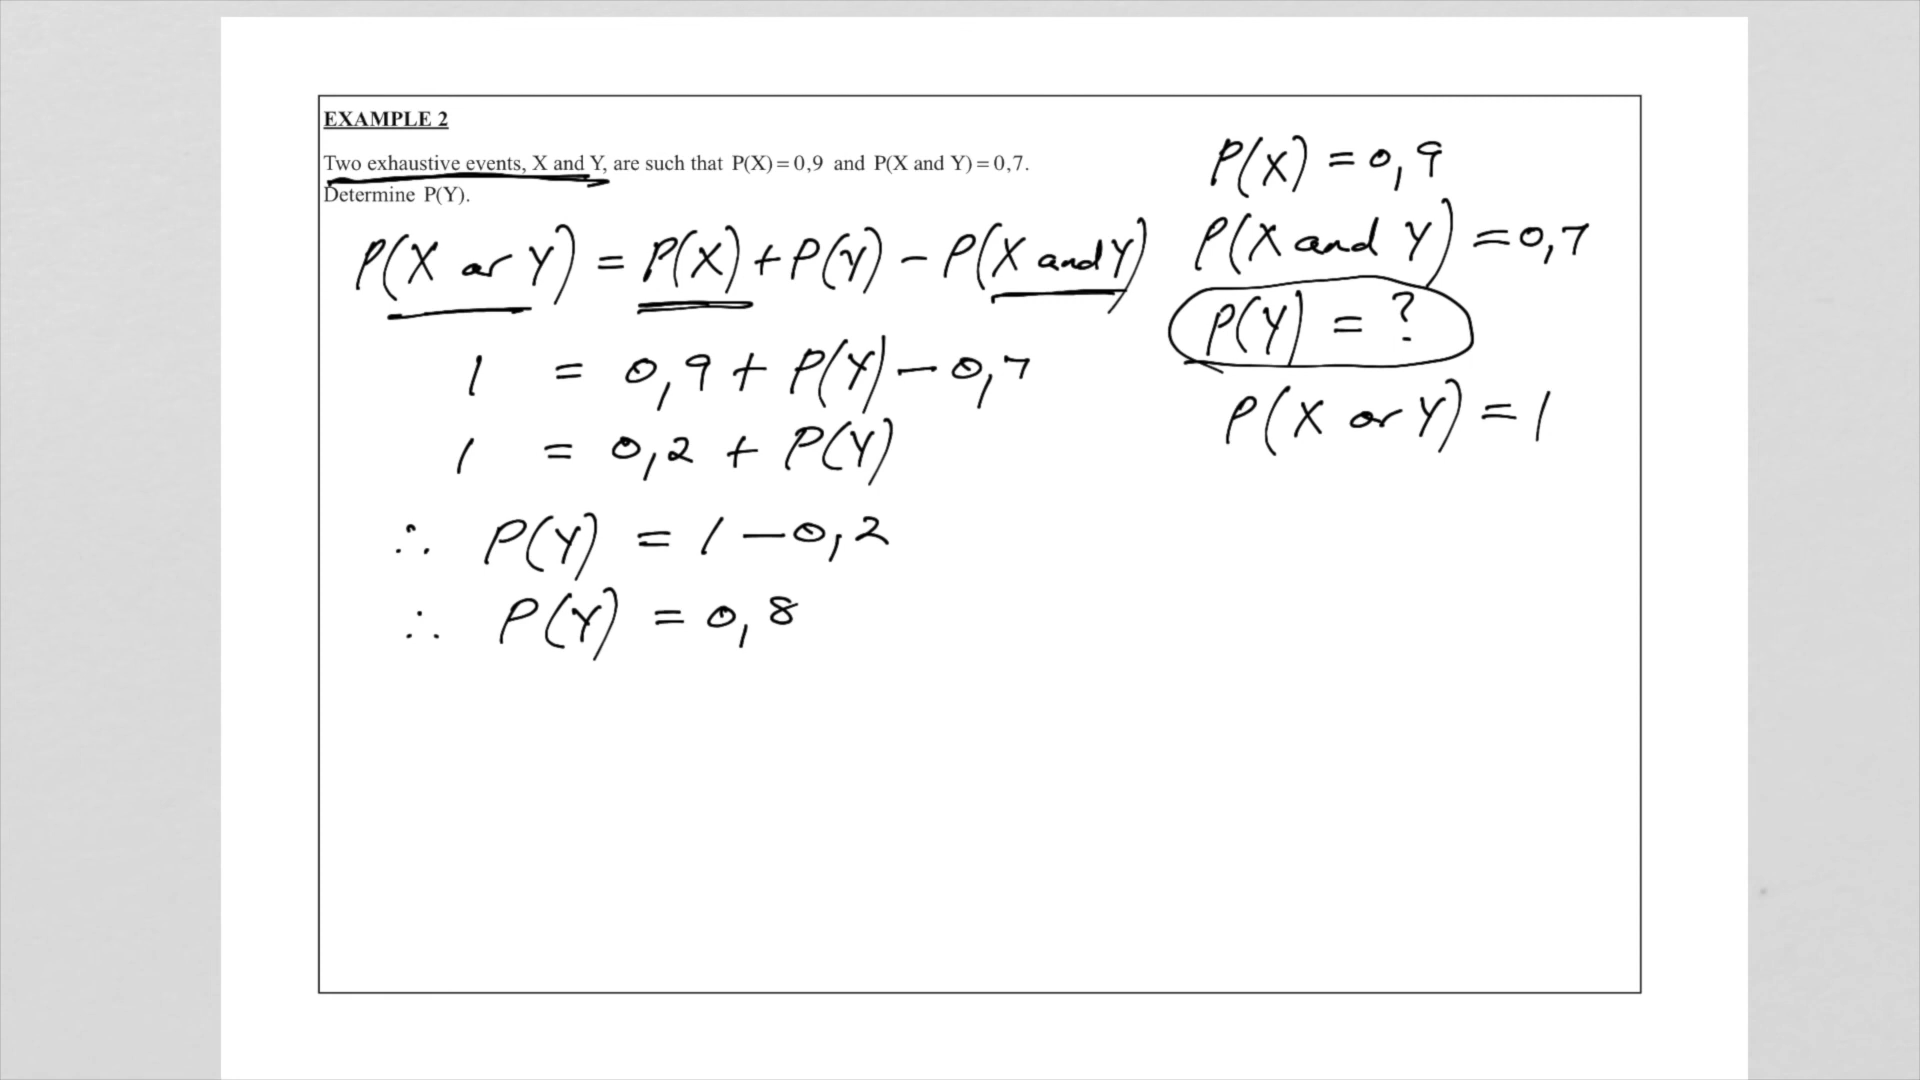 EXAMPLE 2
Two exhaustive events, X and Y, are such that P(X)=0,9 and P(X and Y)=0,7.
Determine P(Y).
P(X or Y) = P(X) + P(Y) - P(X and Y)
1 = 0,9 + P(Y) - 0,7
1 = 0,2 + P(Y)
∴ P(Y) = 1 - 0,2
∴ P(Y) = 0,8
P(X) = 0,9
P(X and Y) = 0,7
P(Y) = ?
P(X or Y) = 1